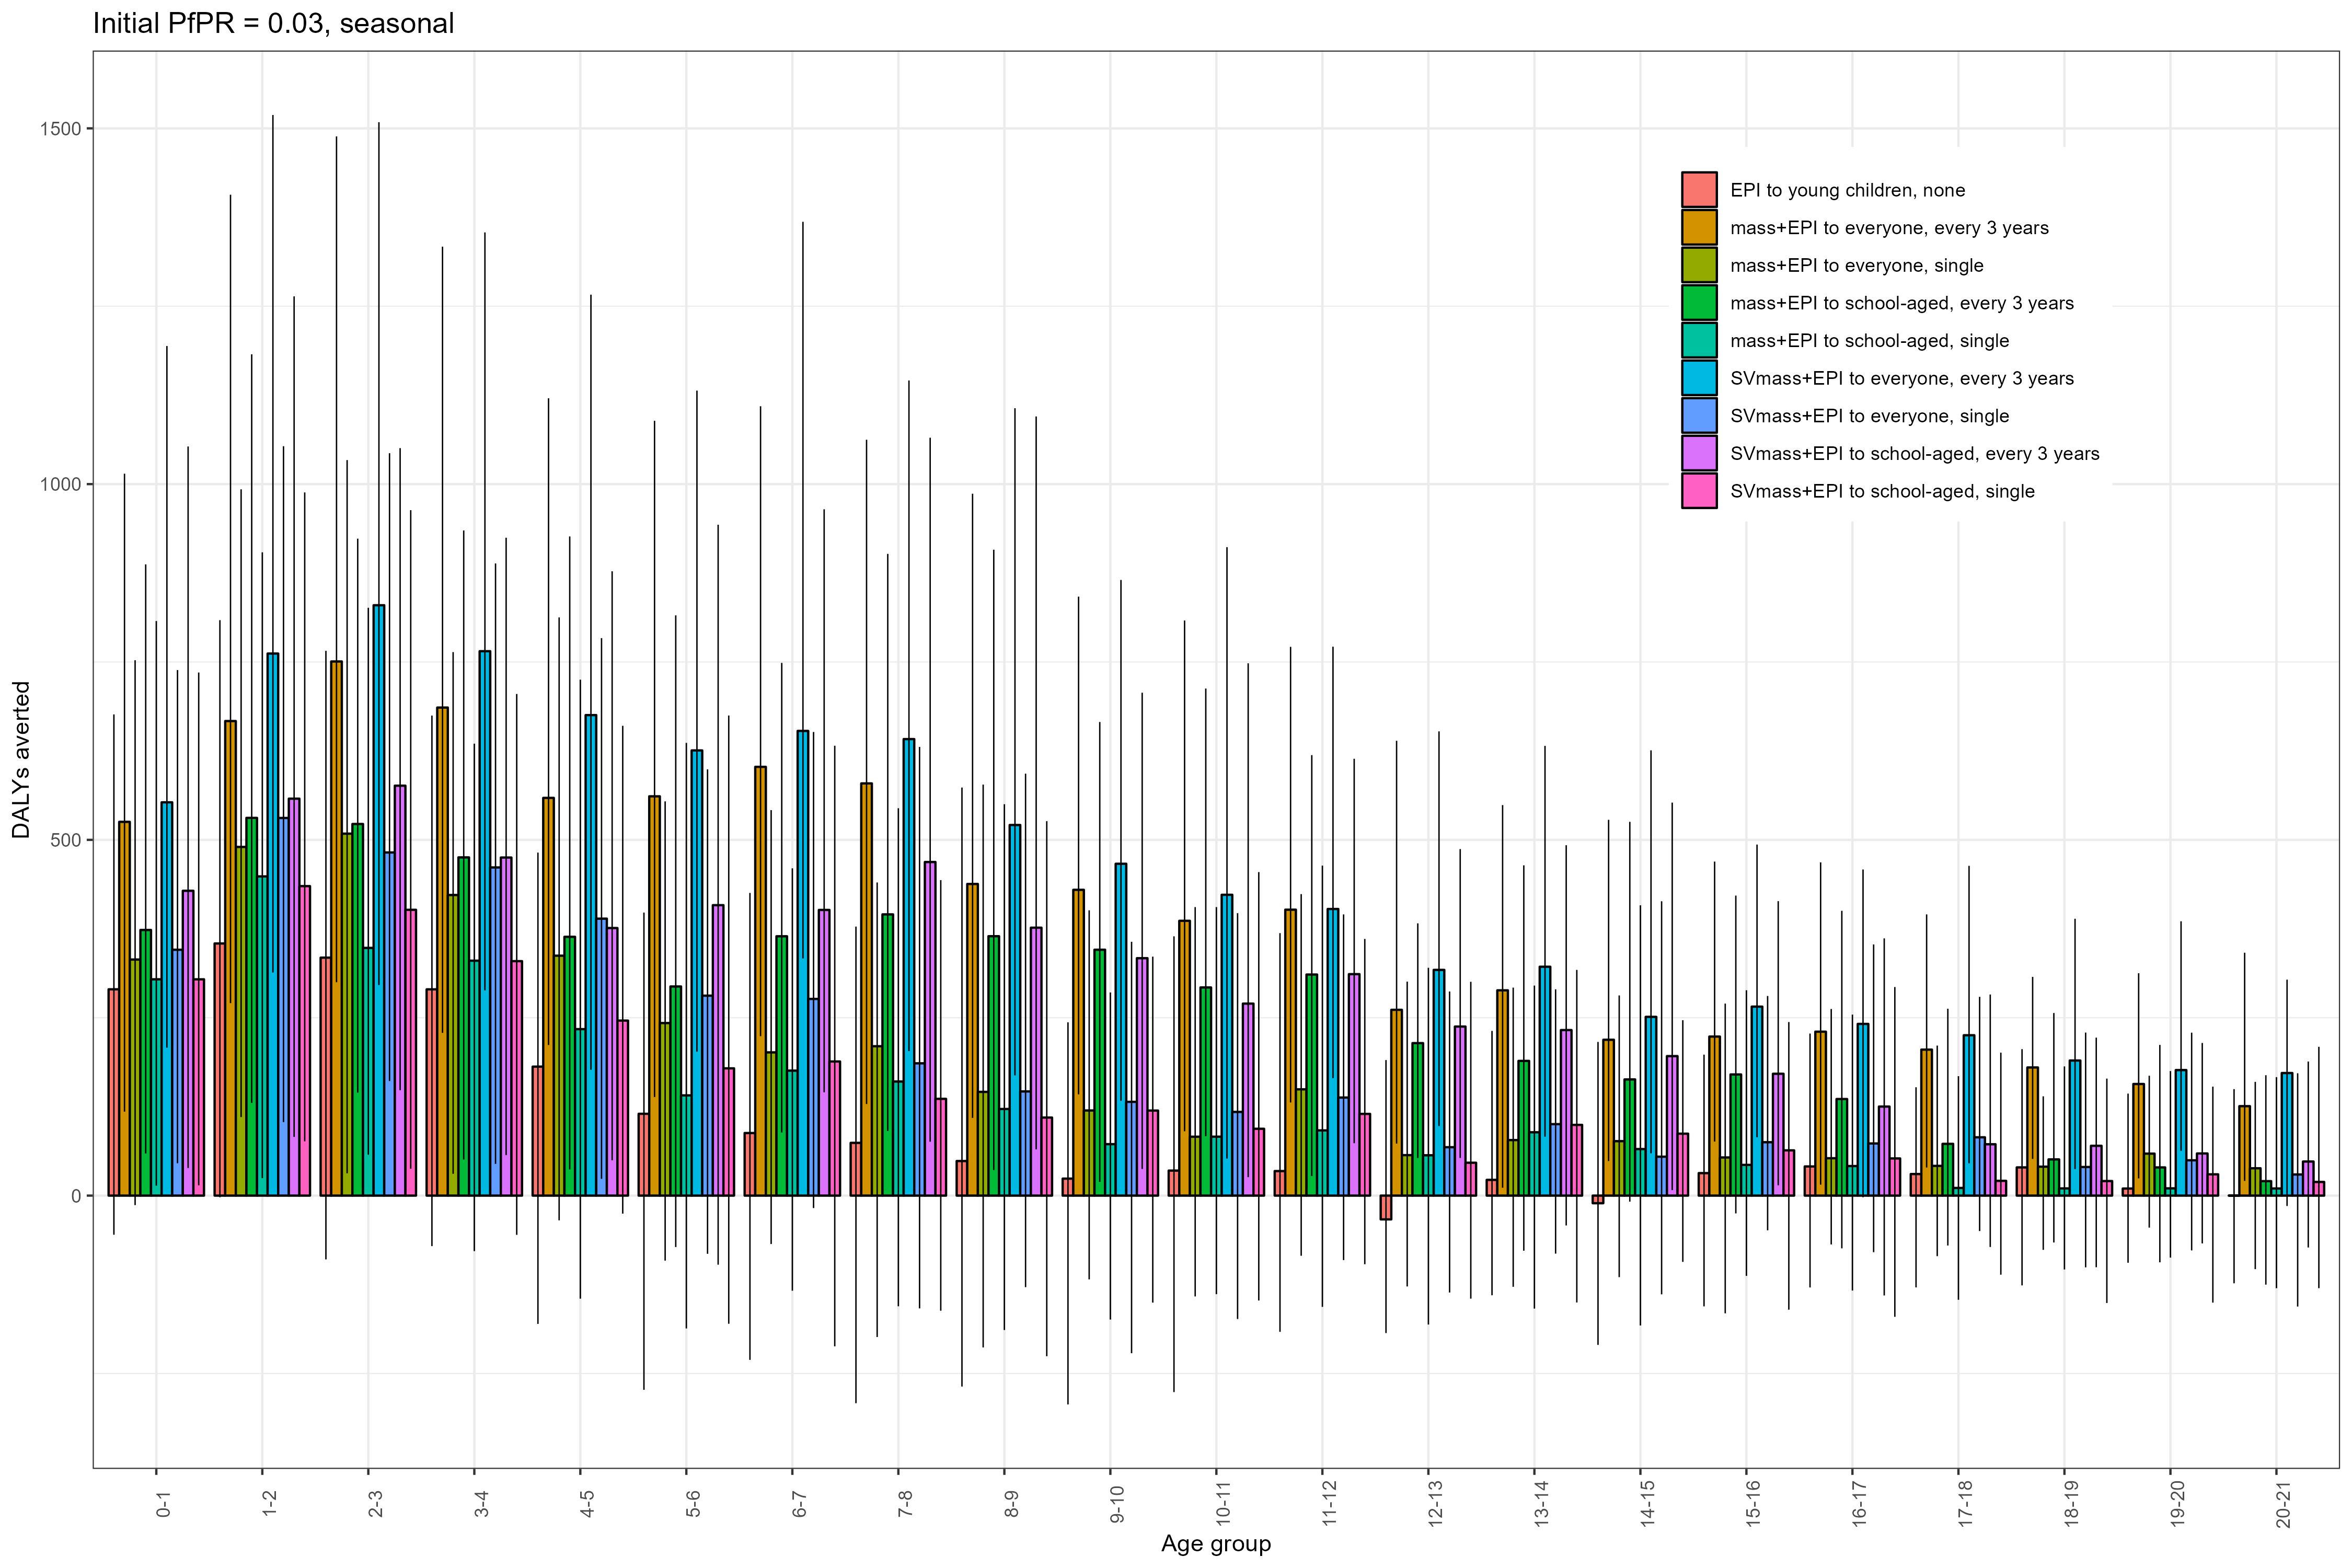 Initial PfPR = 0.03, seasonal
1500
1000
500
0
DALYs averted
EPI to young children, none
mass+EPI to everyone, every 3 years
mass+EPI to everyone, single
mass+EPI to school-aged, every 3 years
mass+EPI to school-aged, single
SVmass+EPI to everyone, every 3 years
SVmass+EPI to everyone, single
SVmass+EPI to school-aged, every 3 years
SVmass+EPI to school-aged, single
0-1
1-2
2-3
3-4
4-5
5-6
6-7
7-8
8-9
9-10
10-11
11-12
12-13
13-14
14-15
15-16
16-17
17-18
18-19
19-20
20-21
Age group